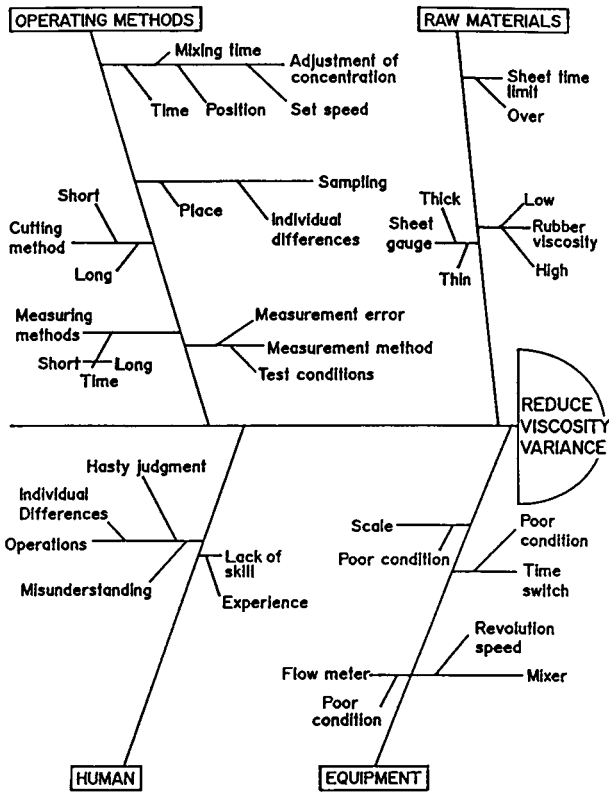 OPERATING METHODS
RAW MATERIALS
Mixing time
Adjustment of
concentration
Time
Position
Set speed
Sheet time
limit
Over
Short
Sampling
Place
Individual
differences
Cutting
method
Long
Thick
Low
Sheet
gauge
Rubber
viscosity
Thin
High
Measuring
methods
Short
Long
Time
Measurement error
Measurement method
Test conditions
REDUCE
VISCOSITY
VARIANCE
Hasty judgment
Individual
Differences
Operations
Misunderstanding
Lack of
skill
Experience
Scale
Poor condition
Poor
condition
Time
switch
Revolution
speed
Flow meter
Mixer
Poor
condition
HUMAN
EQUIPMENT